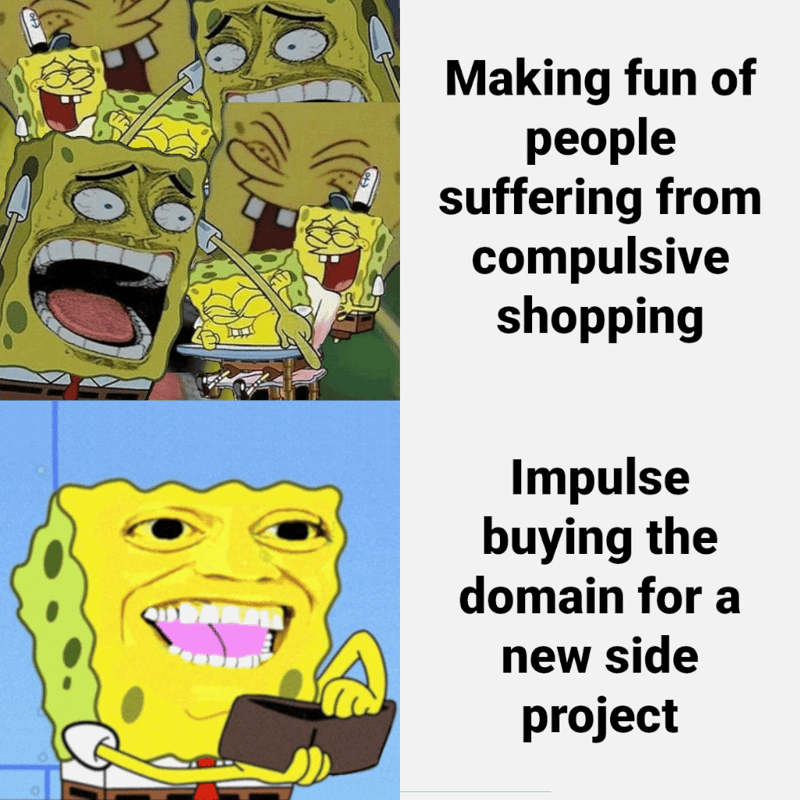 Making fun of
people
suffering from
compulsive
shopping
Impulse
buying the
domain for a
new side
project